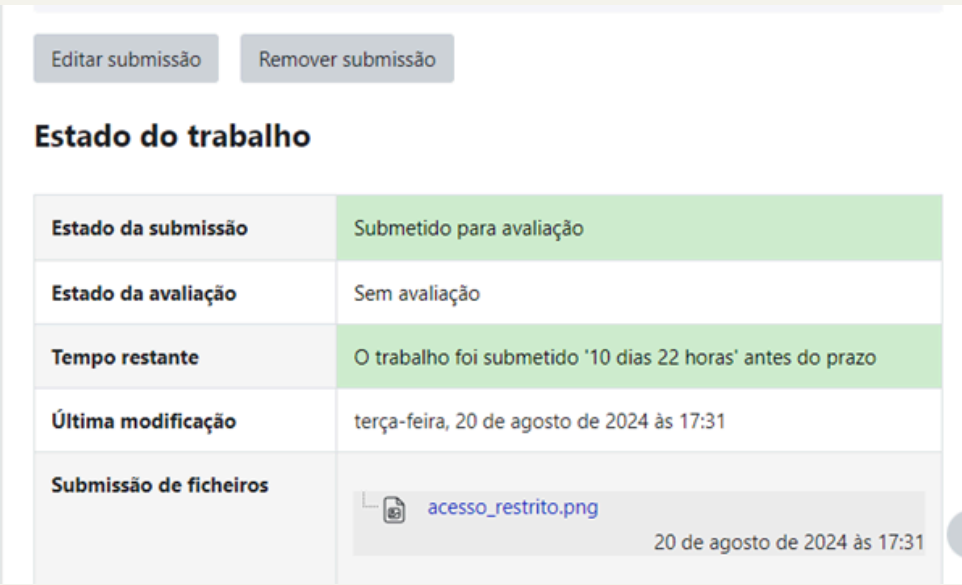 Editar submissão
Remover submissão
Estado do trabalho
Estado da submissão
Submetido para avaliação
Estado da avaliação
Sem avaliação
Tempo restante
O trabalho foi submetido '10 dias 22 horas' antes do prazo
Última modificação
terça-feira, 20 de agosto de 2024 às 17:31
Submissão de ficheiros
acesso_restrito.png
20 de agosto de 2024 às 17:31